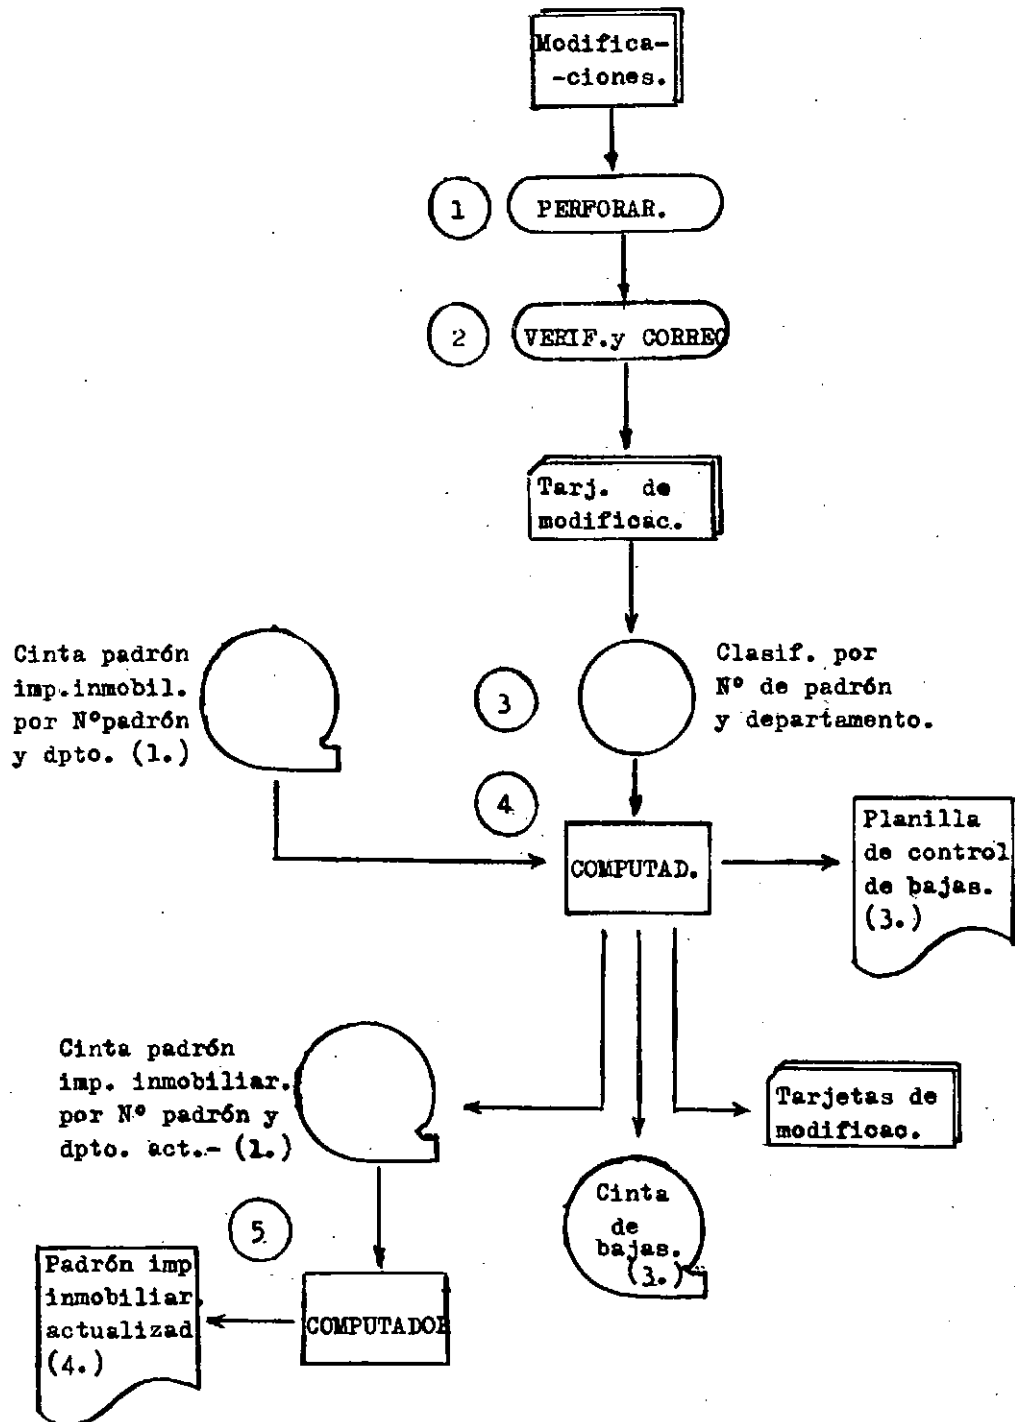 Modifica-
-ciones.
1
PERFORAR.
2
VERIF.y CORREC
Tarj. de
modificac.
Cinta padrón
imp.inmobil.
por Nºpadrón
y dpto. (1.)
3
Clasif. por
Nº de padrón
y departamento.
4
COMPUTAD.
Planilla
de control
de bajas.
(3.)
Cinta padrón
imp. inmobiliar.
por Nº padrón y
dpto. act.- (1.)
Tarjetas de
modificac.
Cinta
de
bajas.
(3.)
5
Padrón imp
inmobiliar.
actualizad
(4.)
COMPUTADOR